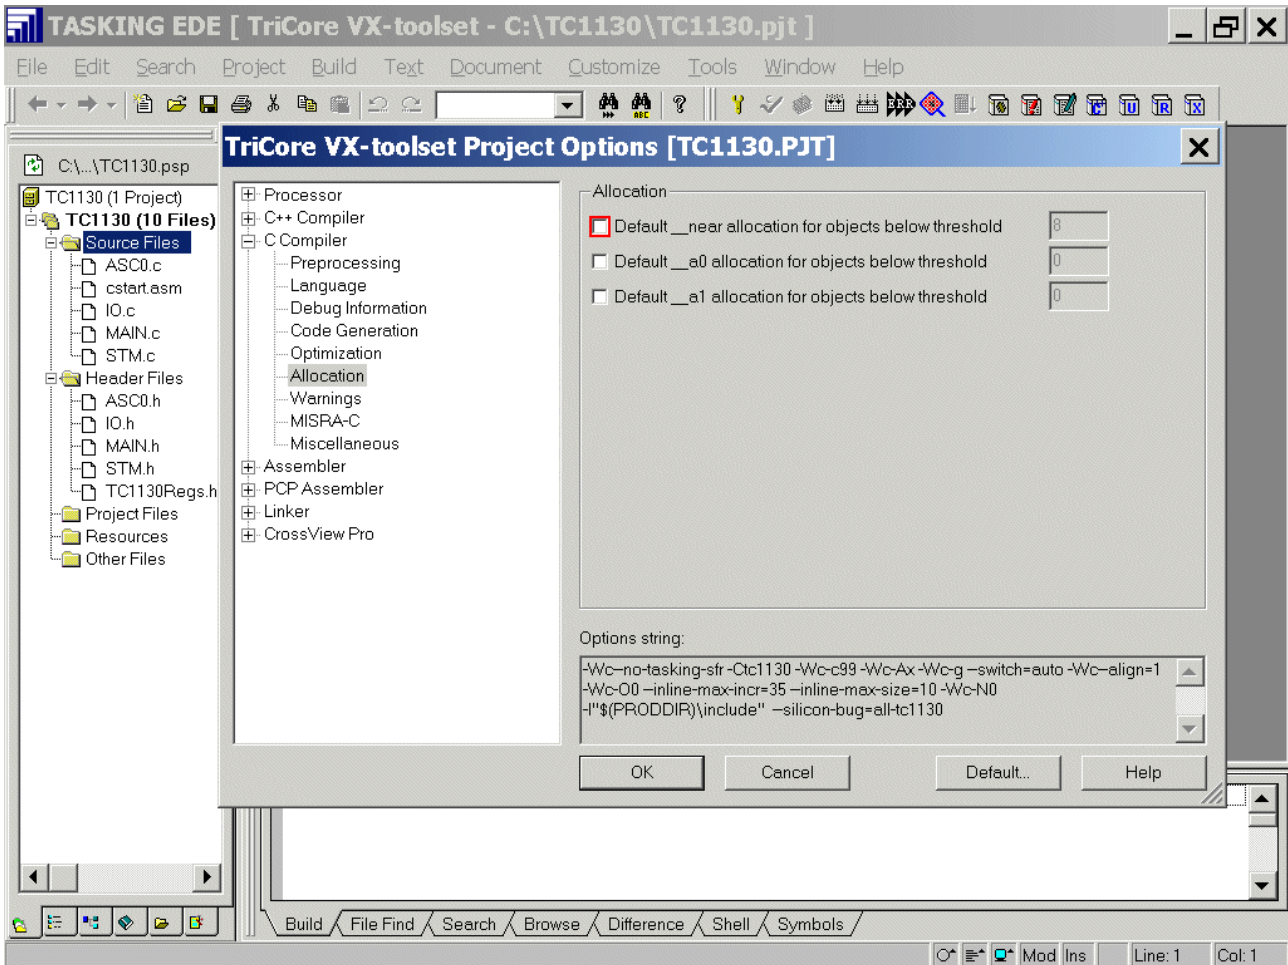 TASKING EDE [ TriCore VX-toolset - C:\TC1130\TC1130.pjt ]
File Edit Search Project Build Text Document Customize Tools Window Help
C:\...\TC1130.psp
TC1130 (1 Project)
TC1130 (10 Files)
Source Files
ASC0.c
cstart.asm
IO.c
MAIN.c
STM.c
Header Files
ASC0.h
IO.h
MAIN.h
STM.h
TC1130Regs.h
Project Files
Resources
Other Files
TriCore VX-toolset Project Options [TC1130.PJT]
Processor
C++ Compiler
C Compiler
Preprocessing
Language
Debug Information
Code Generation
Optimization
Allocation
Warnings
MISRA-C
Miscellaneous
Assembler
PCP Assembler
Linker
CrossView Pro
Allocation
Default __near allocation for objects below threshold 8
Default __a0 allocation for objects below threshold 0
Default __a1 allocation for objects below threshold 0
Options string:
-Wc--no-tasking-sfr -Ctc1130 -Wc-c99 -Wc-Ax -Wc-g --switch=auto -Wc--align=1
-Wc-O0 --inline-max-incr=35 --inline-max-size=10 -Wc-N0
-I"$(PRODDIR)\include" --silicon-bug=all-tc1130
OK Cancel Default... Help
Build File Find Search Browse Difference Shell Symbols
Mod Ins Line: 1 Col: 1